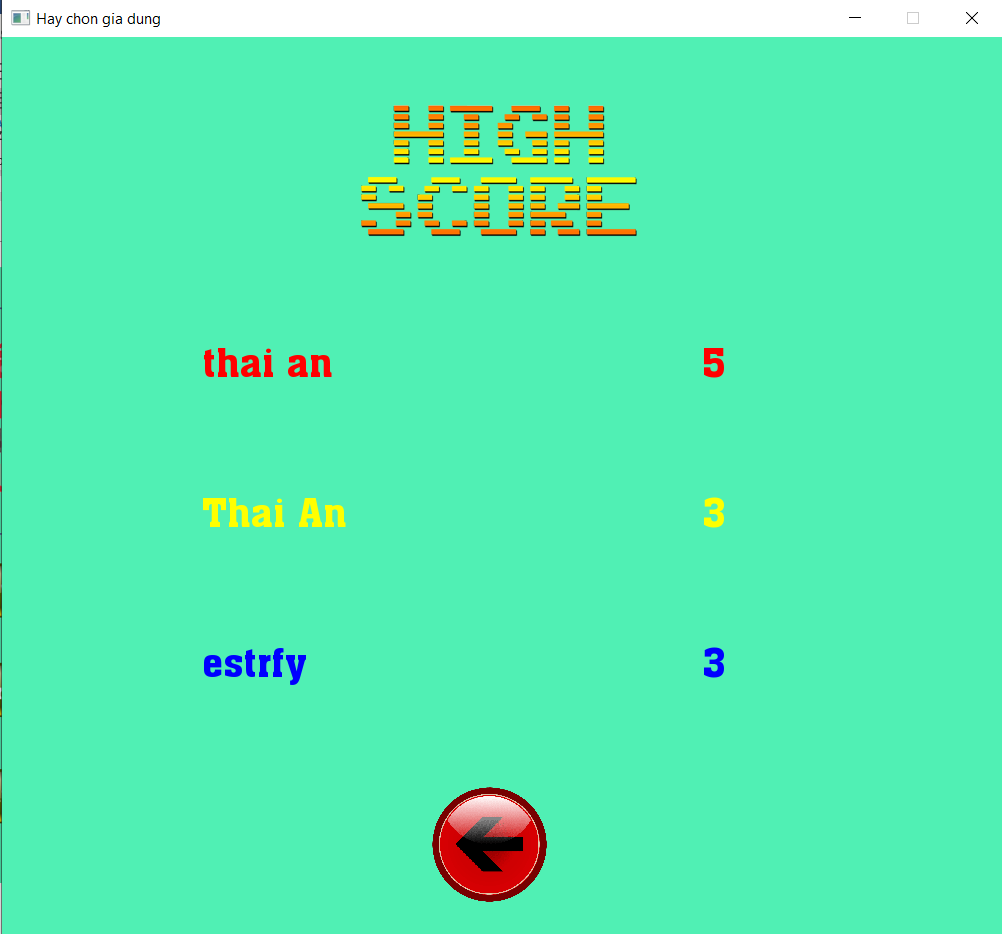 Hay chon gia dung
HIGH
SCORE
thai an 5
Thai An 3
estrfy 3